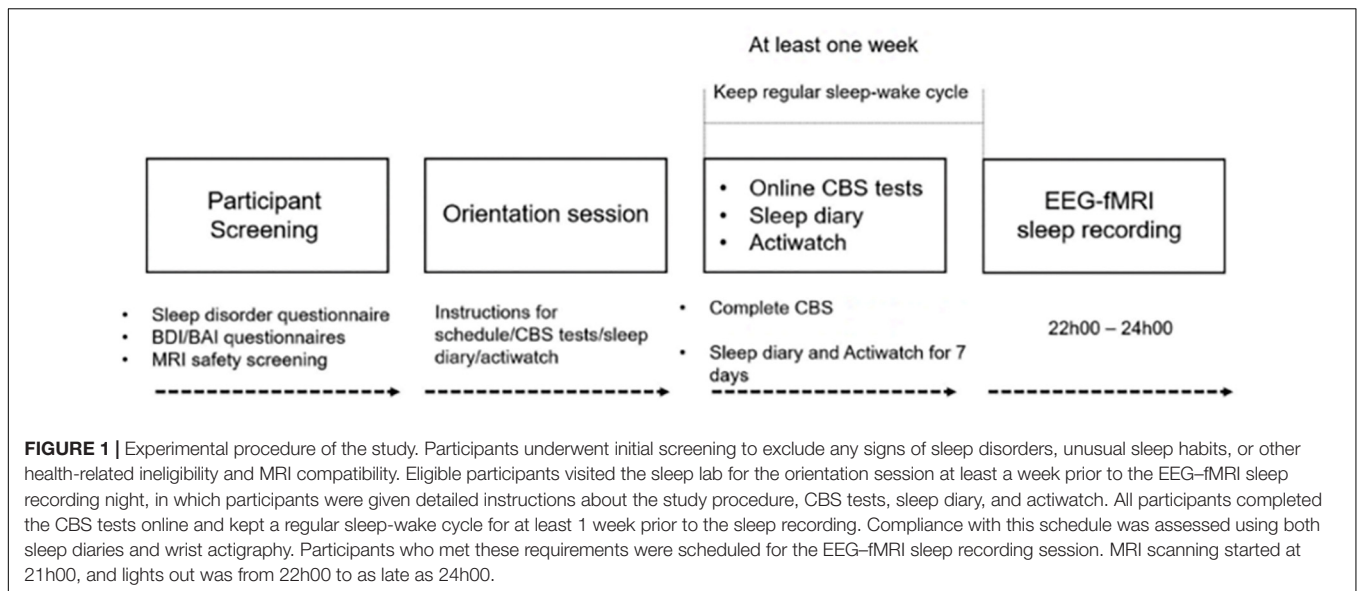 At least one week
Keep regular sleep-wake cycle
Participant
Screening
Orientation session
• Online CBS tests
• Sleep diary
• Actiwatch
EEG-fMRI
sleep recording
• Sleep disorder questionnaire
• BDI/BAI questionnaires
• MRI safety screening
Instructions for
schedule/CBS tests/sleep
diary/actiwatch
• Complete CBS
• Sleep diary and Actiwatch for 7
days
22h00 – 24h00
FIGURE 1 | Experimental procedure of the study. Participants underwent initial screening to exclude any signs of sleep disorders, unusual sleep habits, or other
health-related ineligibility and MRI compatibility. Eligible participants visited the sleep lab for the orientation session at least a week prior to the EEG–fMRI sleep
recording night, in which participants were given detailed instructions about the study procedure, CBS tests, sleep diary, and actiwatch. All participants completed
the CBS tests online and kept a regular sleep-wake cycle for at least 1 week prior to the sleep recording. Compliance with this schedule was assessed using both
sleep diaries and wrist actigraphy. Participants who met these requirements were scheduled for the EEG–fMRI sleep recording session. MRI scanning started at
21h00, and lights out was from 22h00 to as late as 24h00.